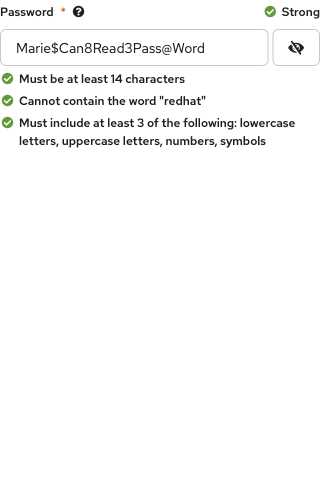 Password * Strong
Marie$Can8Read3Pass@Word
Must be at least 14 characters
Cannot contain the word "redhat"
Must include at least 3 of the following: lowercase
letters, uppercase letters, numbers, symbols